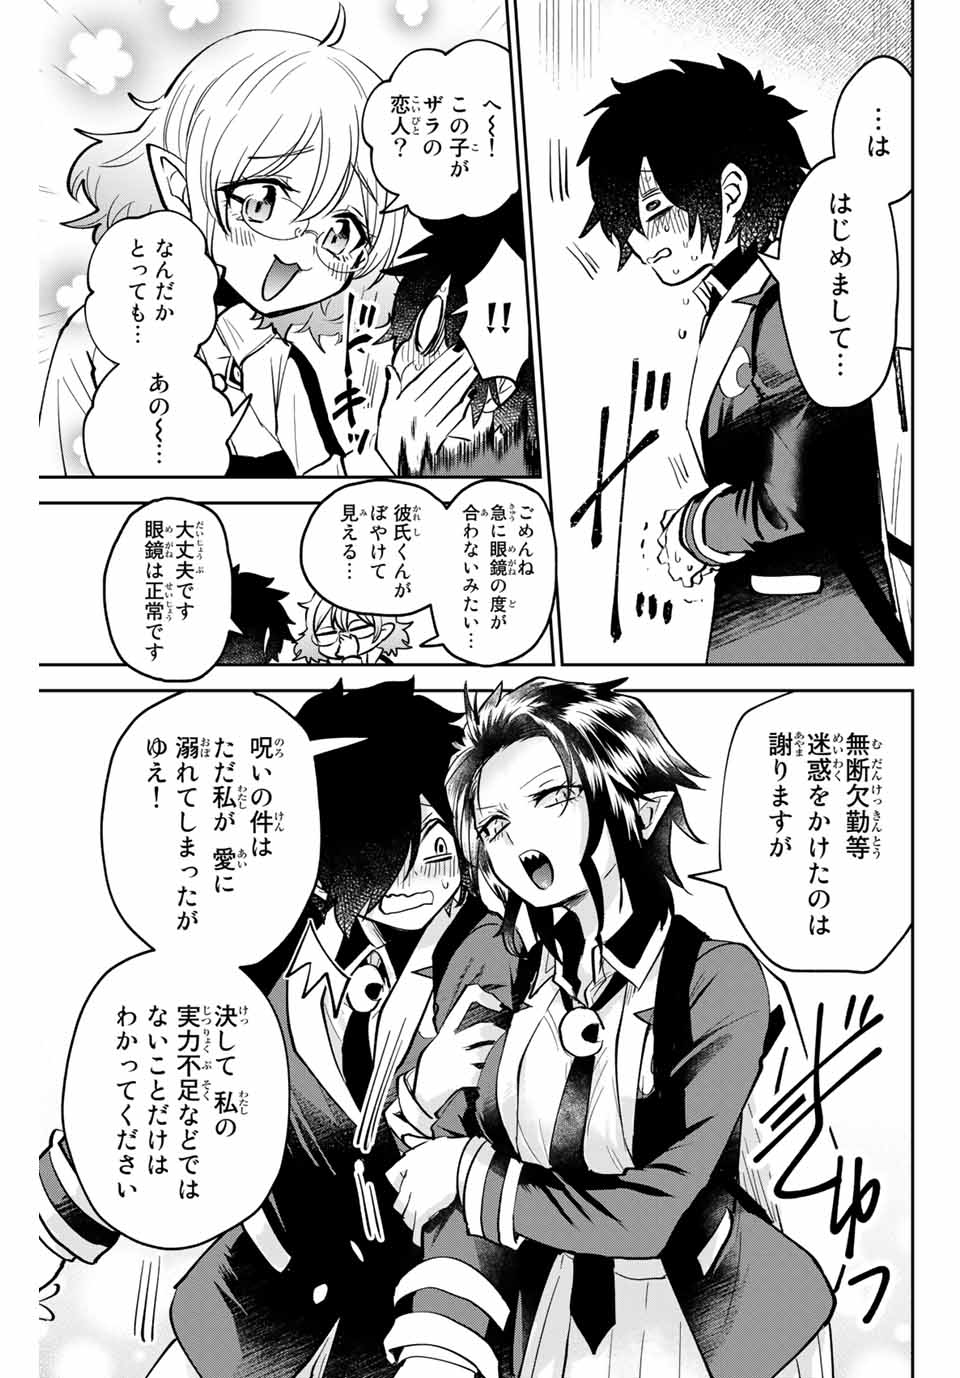 …は
はじめまして…
へ～！
この子が
ザラの
恋人？
！！
なんだか
とっても…
あの～…
ごめんね
急に眼鏡の度が
合わないみたい…
彼氏くんが
ぼやけて
見える…
大丈夫です
眼鏡は正常です
無断欠勤等
迷惑をかけたのは
謝りますが
呪いの件は
ただ私が 愛に
溺れてしまったが
ゆえ！
決して 私の
実力不足などでは
ないことだけは
わかってください
ぎゅっ